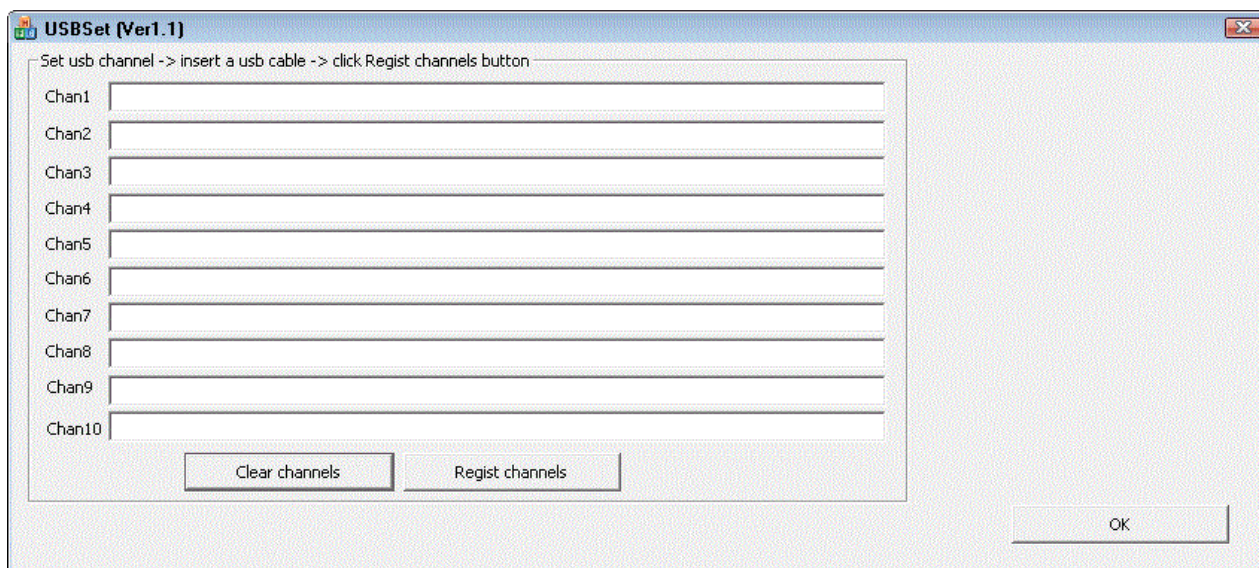 USBSet (Ver1.1)
Set usb channel -> insert a usb cable -> click Regist channels button
Chan1
Chan2
Chan3
Chan4
Chan5
Chan6
Chan7
Chan8
Chan9
Chan10
Clear channels Regist channels
OK